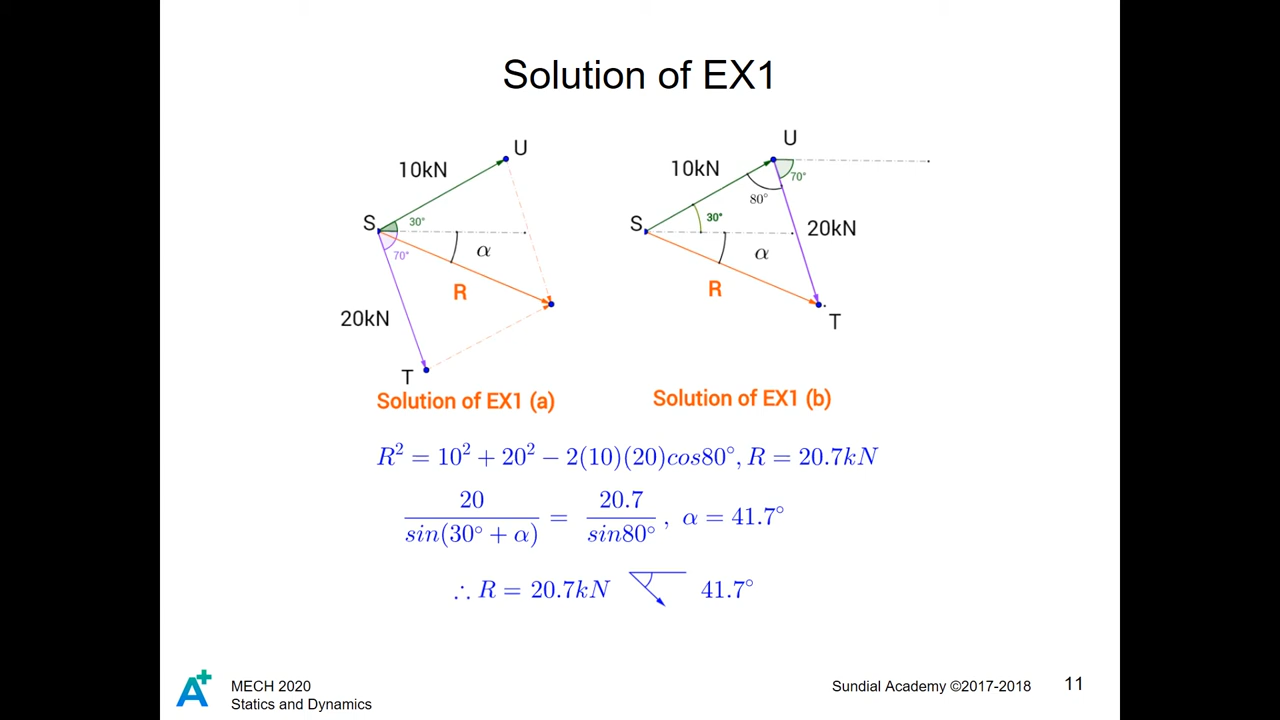 Solution of EX1
U
10kN
S
30°
70°
α
R
20kN
T
Solution of EX1 (a)
U
10kN
70°
80°
S
30°
20kN
α
R
T
Solution of EX1 (b)
R² = 10² + 20² − 2(10)(20)cos80°, R = 20.7kN
20/sin(30° + α) = 20.7/sin80° , α = 41.7°
∴ R = 20.7kN 41.7°
A+
MECH 2020
Statics and Dynamics
Sundial Academy ©2017-2018
11